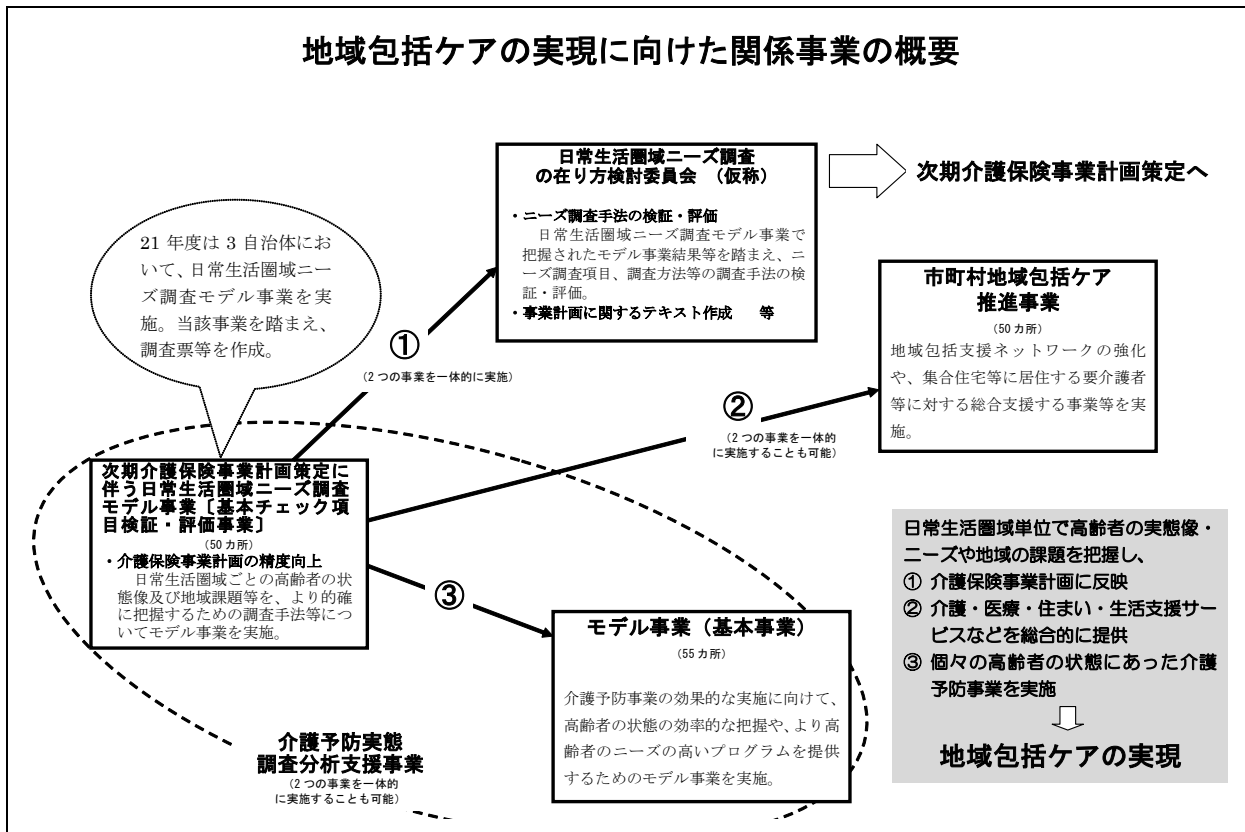 地域包括ケアの実現に向けた関係事業の概要
日常生活圏域ニーズ調査
の在り方検討委員会　（仮称）
・ニーズ調査手法の検証・評価
日常生活圏域ニーズ調査モデル事業で
把握されたモデル事業結果等を踏まえ、ニ
ーズ調査項目、調査方法等の調査手法の検
証・評価。
・事業計画に関するテキスト作成　等
次期介護保険事業計画策定へ
21 年度は 3 自治体にお
いて、日常生活圏域ニー
ズ調査モデル事業を実
施。当該事業を踏まえ、
調査票等を作成。
①
（2 つの事業を一体的に実施）
市町村地域包括ケア
推進事業
（50 カ所）
地域包括支援ネットワークの強化
や、集合住宅等に居住する要介護者
等に対する総合支援する事業等を実
施。
②
（2 つの事業を一体的
に実施することも可能）
次期介護保険事業計画策定に
伴う日常生活圏域ニーズ調査
モデル事業〔基本チェック項
目検証・評価事業〕
（50 カ所）
・介護保険事業計画の精度向上
日常生活圏域ごとの高齢者の状
態像及び地域課題等を、より的確
に把握するための調査手法等につ
いてモデル事業を実施。
③
モデル事業（基本事業）
（55 カ所）
介護予防事業の効果的な実施に向けて、
高齢者の状態の効率的な把握や、より高
齢者のニーズの高いプログラムを提供
するためのモデル事業を実施。
介護予防実態
調査分析支援事業
（2 つの事業を一体的
に実施することも可能）
日常生活圏域単位で高齢者の実態像・
ニーズや地域の課題を把握し、
① 介護保険事業計画に反映
② 介護・医療・住まい・生活支援サー
ビスなどを総合的に提供
③ 個々の高齢者の状態にあった介護
予防事業を実施
地域包括ケアの実現